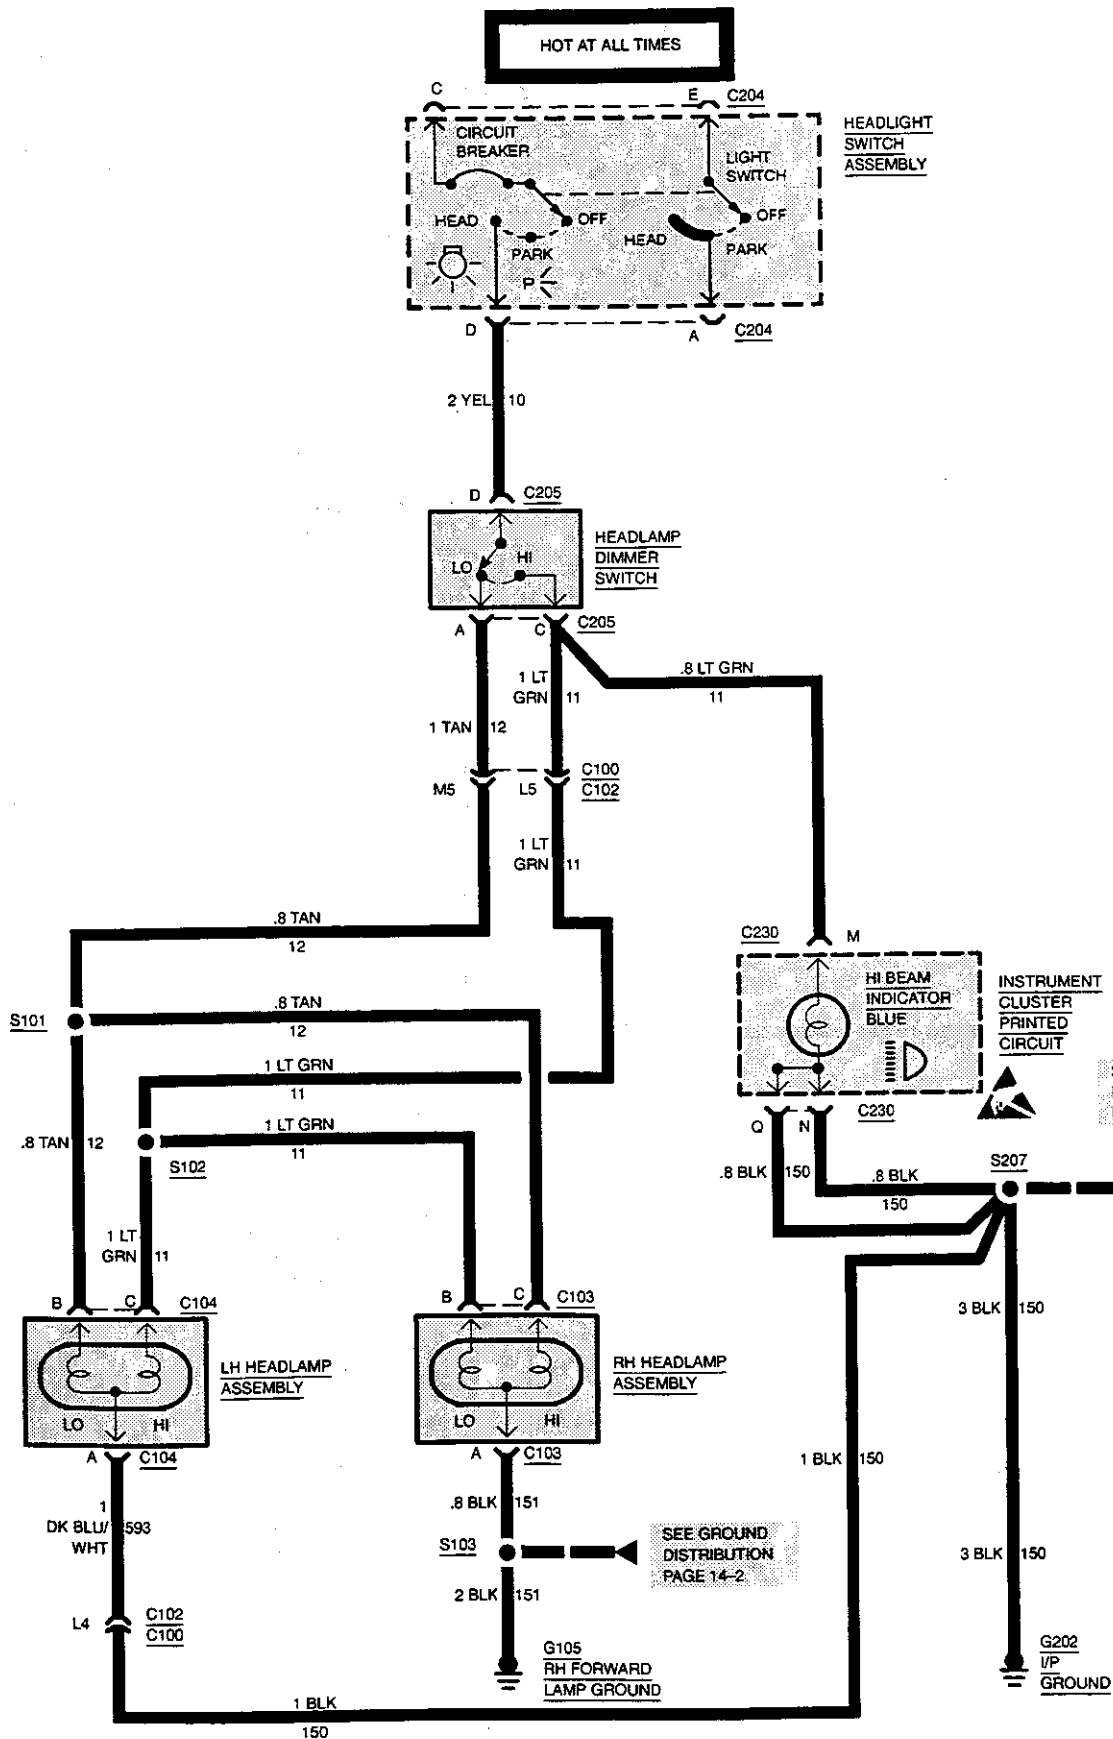 HOT AT ALL TIMES
C
E
C204
CIRCUIT
BREAKER
LIGHT
SWITCH
HEADLIGHT
SWITCH
ASSEMBLY
HEAD
OFF
PARK
P
HEAD
OFF
PARK
D
A
C204
2 YEL
10
D
C205
LO
HI
HEADLAMP
DIMMER
SWITCH
A
C
C205
1 LT
GRN
11
.8 LT GRN
11
1 TAN
12
M5
L5
C100
C102
1 LT
GRN
11
.8 TAN
12
C230
M
HI BEAM
INDICATOR
BLUE
INSTRUMENT
CLUSTER
PRINTED
CIRCUIT
S101
.8 TAN
12
1 LT GRN
11
.8 TAN
12
1 LT GRN
11
S102
Q
N
C230
.8 BLK
150
.8 BLK
150
S207
1 LT
GRN
11
B
C
C104
B
C
C103
3 BLK
150
LH HEADLAMP
ASSEMBLY
LO
HI
RH HEADLAMP
ASSEMBLY
LO
HI
A
C104
A
C103
1 BLK
150
1
DK BLU/
WHT
593
.8 BLK
151
S103
SEE GROUND
DISTRIBUTION
PAGE 14-2
3 BLK
150
2 BLK
151
L4
C102
C100
G105
RH FORWARD
LAMP GROUND
G202
I/P
GROUND
1 BLK
150